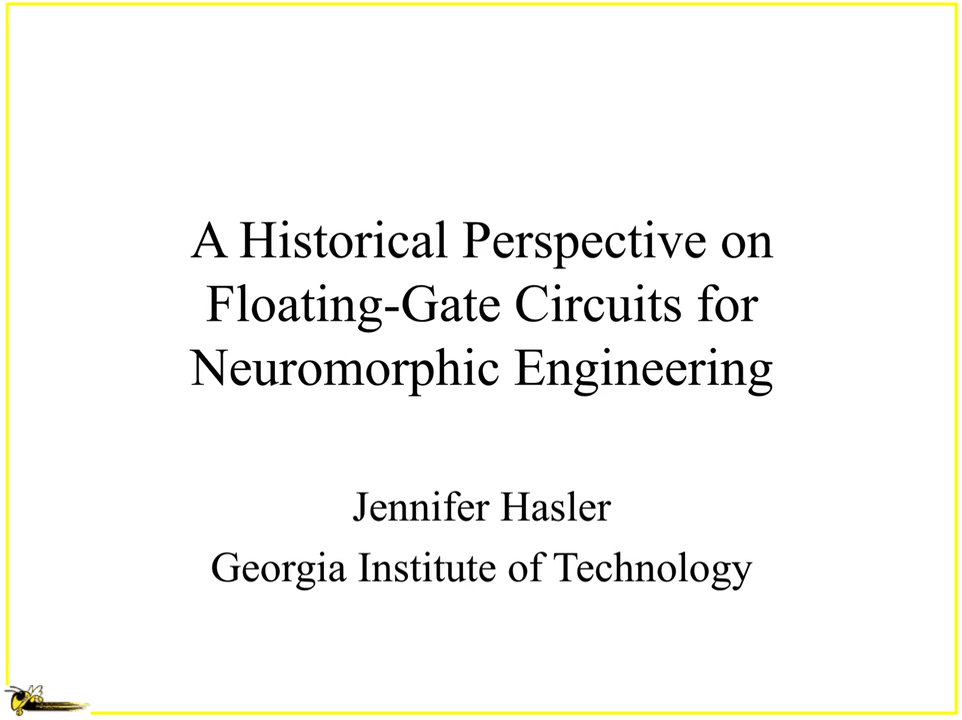 A Historical Perspective on
Floating-Gate Circuits for
Neuromorphic Engineering
Jennifer Hasler
Georgia Institute of Technology